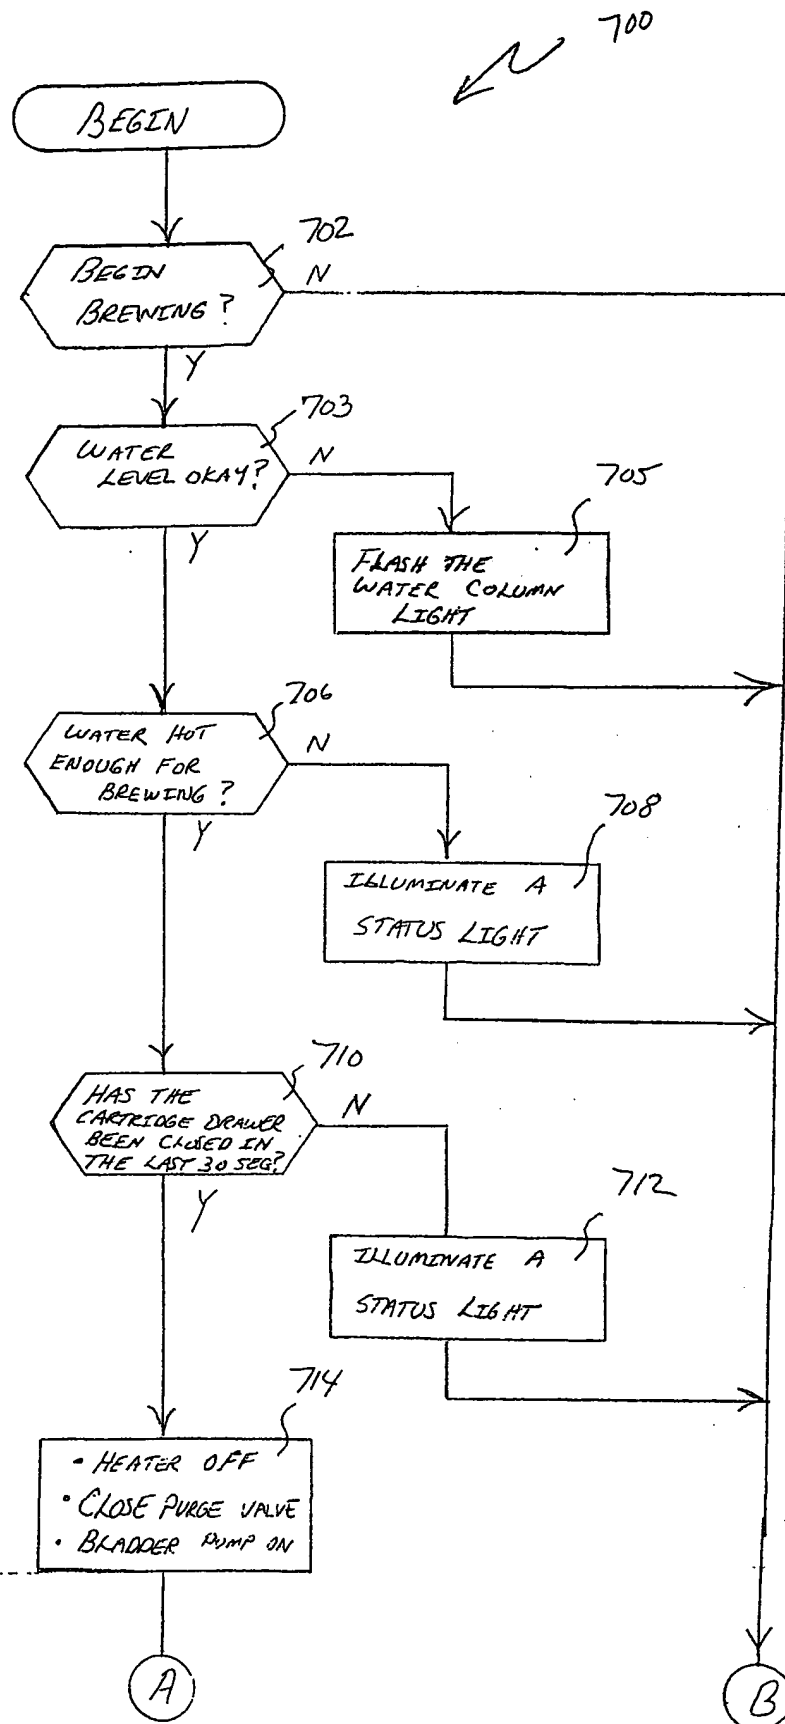 700
BEGIN
702
BEGIN
BREWING?
N
Y
703
WATER
LEVEL OKAY?
N
Y
705
FLASH THE
WATER COLUMN
LIGHT
706
WATER HOT
ENOUGH FOR
BREWING?
N
Y
708
ILLUMINATE A
STATUS LIGHT
710
HAS THE
CARTRIDGE DRAWER
BEEN CLOSED IN
THE LAST 30 SEC?
N
Y
712
ILLUMINATE A
STATUS LIGHT
714
• HEATER OFF
• CLOSE PURGE VALVE
• BLADDER PUMP ON
A
B